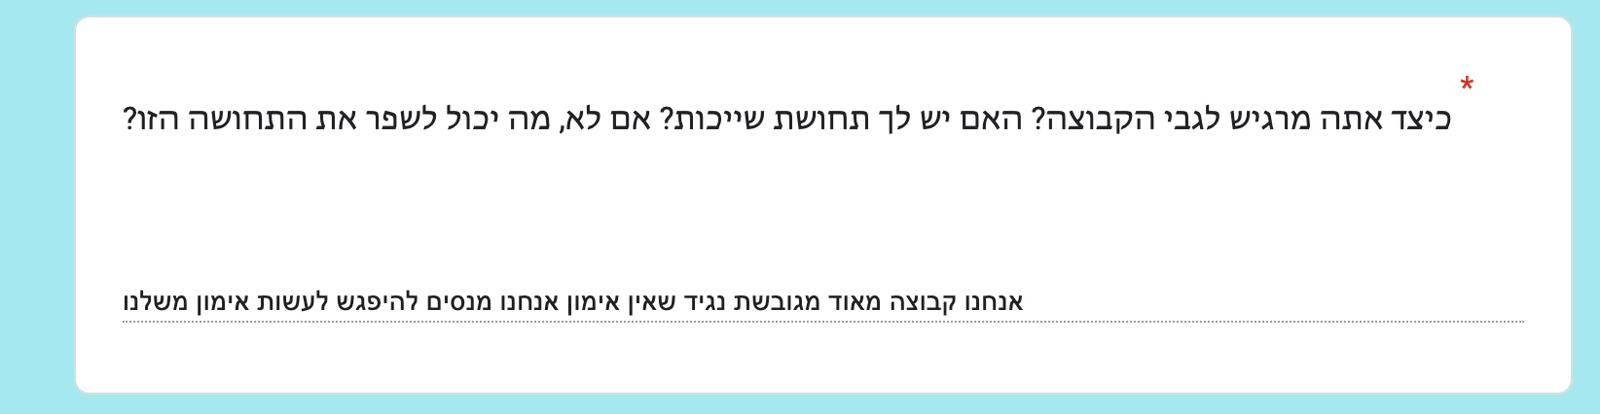 כיצד אתה מרגיש לגבי הקבוצה? האם יש לך תחושת שייכות? אם לא, מה יכול לשפר את התחושה הזו? *
אנחנו קבוצה מאוד מגובשת נגיד שאין אימון אנחנו מנסים להיפגש לעשות אימון משלנו